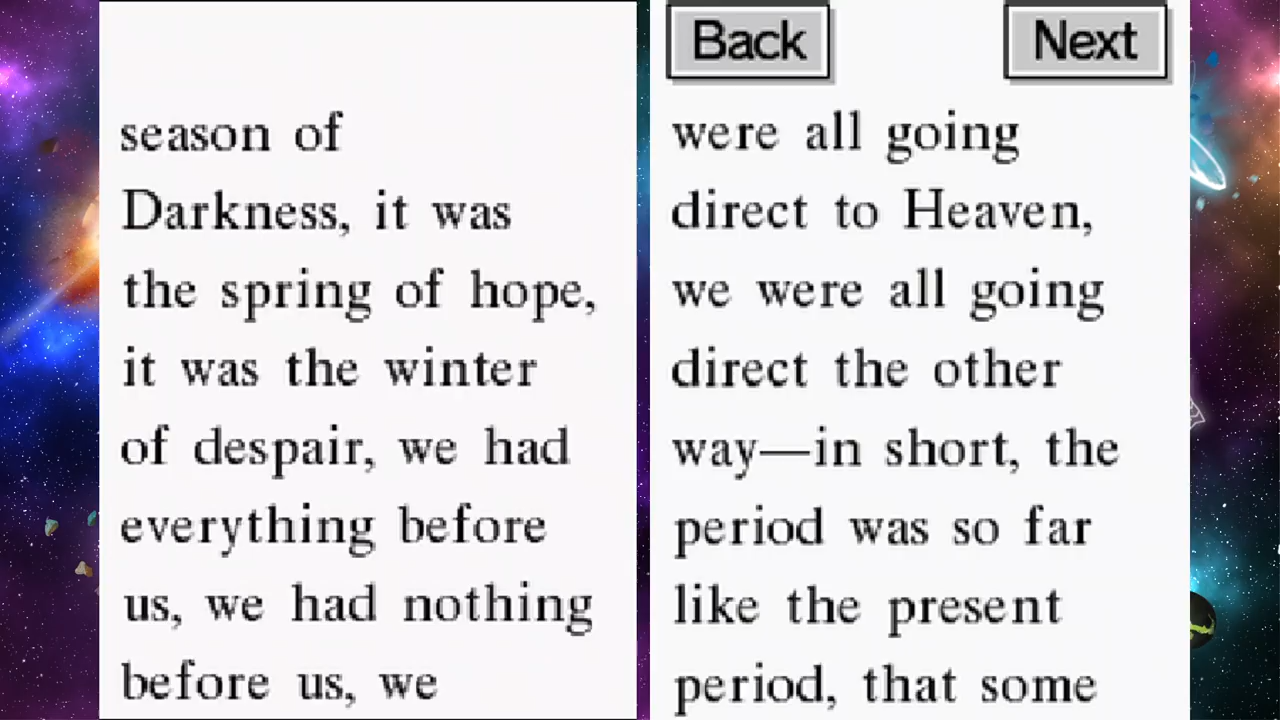 season of
Darkness, it was
the spring of hope,
it was the winter
of despair, we had
everything before
us, we had nothing
before us, we
Back Next
were all going
direct to Heaven,
we were all going
direct the other
way—in short, the
period was so far
like the present
period, that some